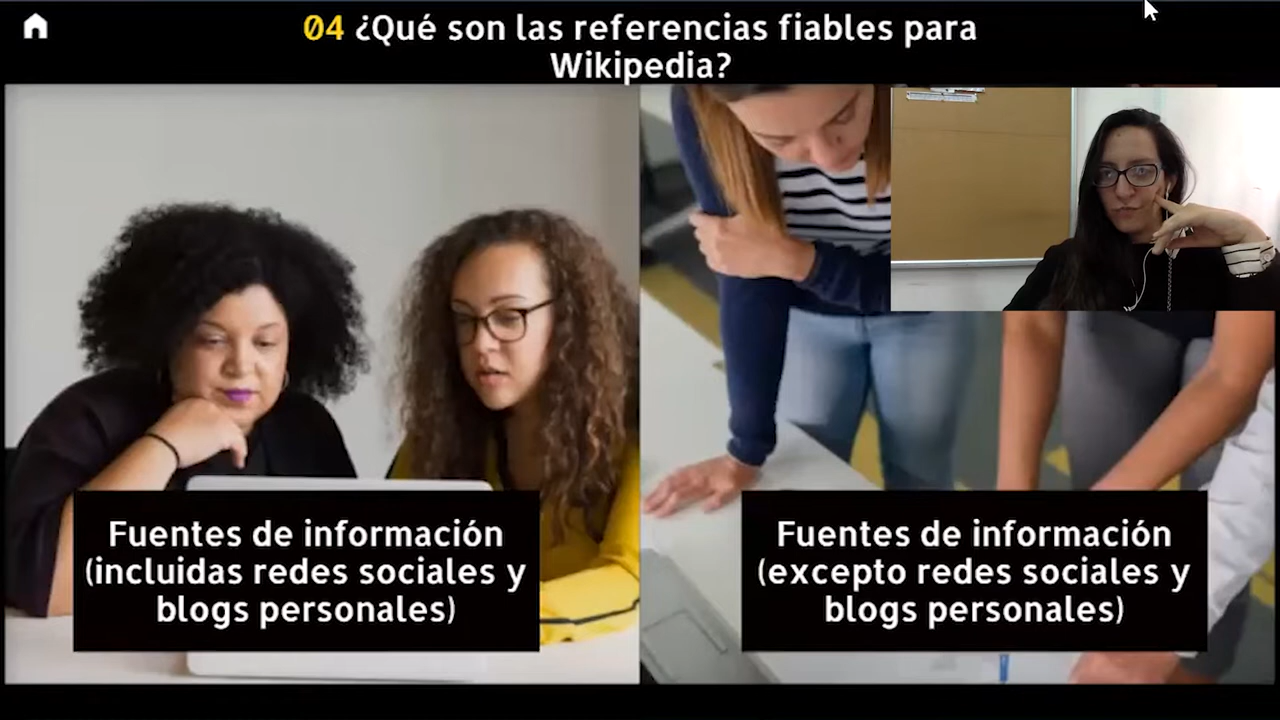 04 ¿Qué son las referencias fiables para
Wikipedia?
Fuentes de información
(incluidas redes sociales y
blogs personales)
Fuentes de información
(excepto redes sociales y
blogs personales)